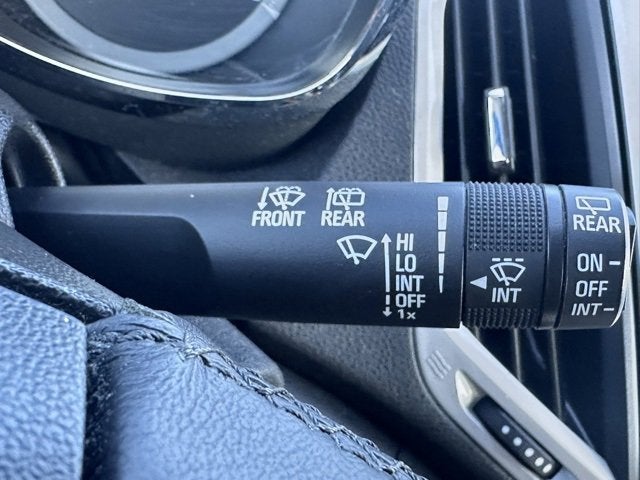 FRONT REAR
HI
LO
INT
OFF
1x
INT
REAR
ON
OFF
INT